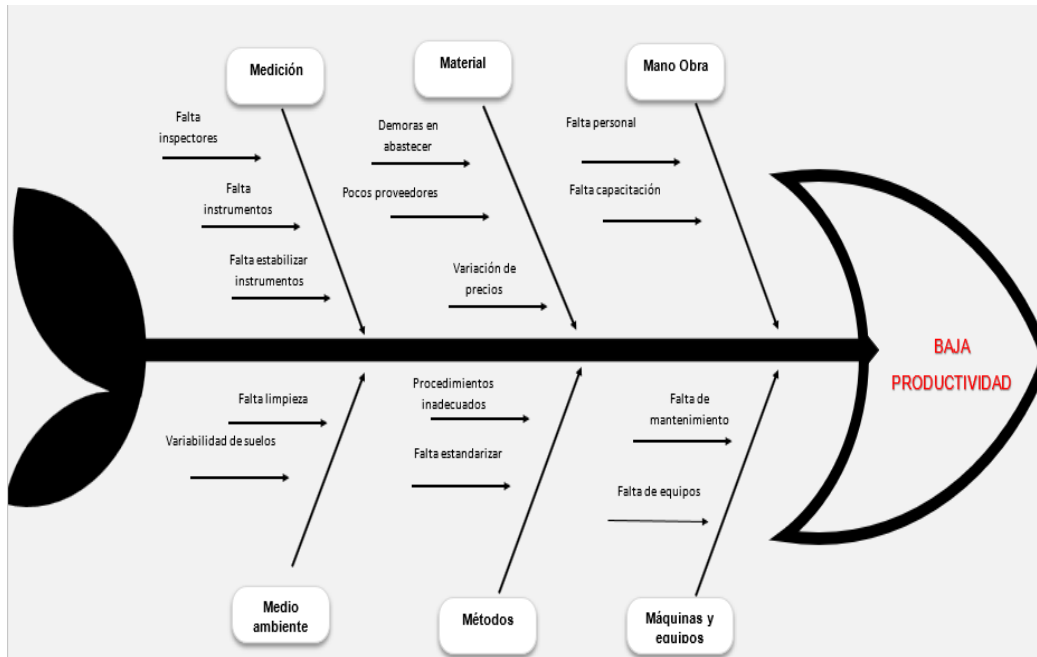 Medición
Material
Mano Obra
Falta
inspectores
Falta
instrumentos
Falta estabilizar
instrumentos
Demoras en
abastecer
Pocos proveedores
Variación de
precios
Falta personal
Falta capacitación
BAJA
PRODUCTIVIDAD
Falta limpieza
Variabilidad de suelos
Procedimientos
inadecuados
Falta estandarizar
Falta de
mantenimiento
Falta de equipos
Medio
ambiente
Métodos
Máquinas y
equipos